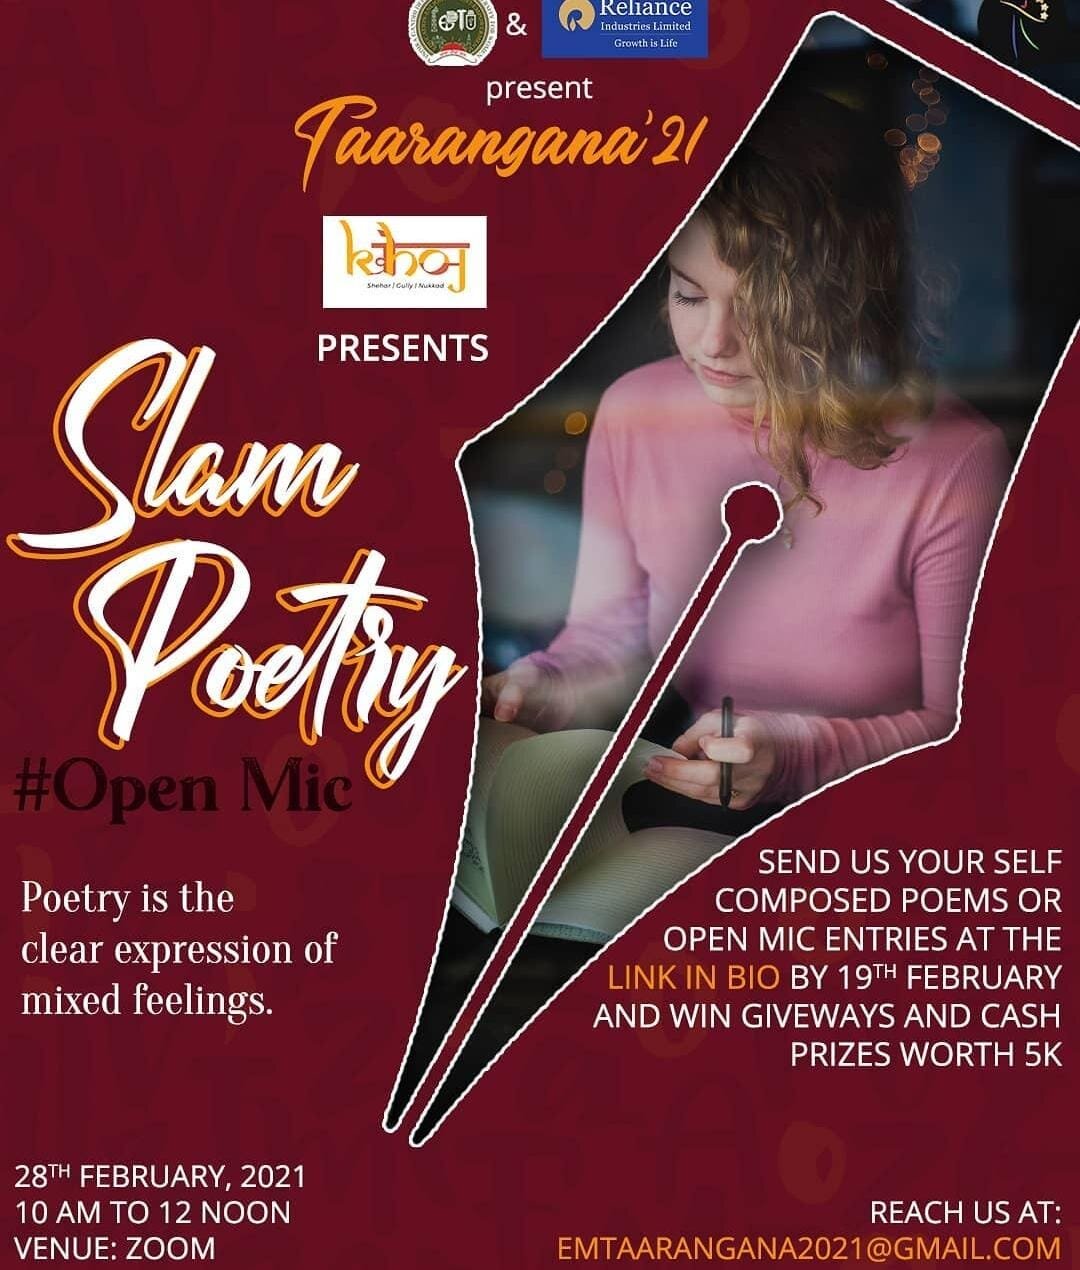 &
Reliance
Industries Limited
Growth is Life
present
Taarangana'21
khoj
Shehar | Gully | Nukkad
PRESENTS
Slam
Poetry
#Open Mic
Poetry is the
clear expression of
mixed feelings.
SEND US YOUR SELF
COMPOSED POEMS OR
OPEN MIC ENTRIES AT THE
LINK IN BIO BY 19TH FEBRUARY
AND WIN GIVEWAYS AND CASH
PRIZES WORTH 5K
28TH FEBRUARY, 2021
10 AM TO 12 NOON
VENUE: ZOOM
REACH US AT:
EMTAARANGANA2021@GMAIL.COM